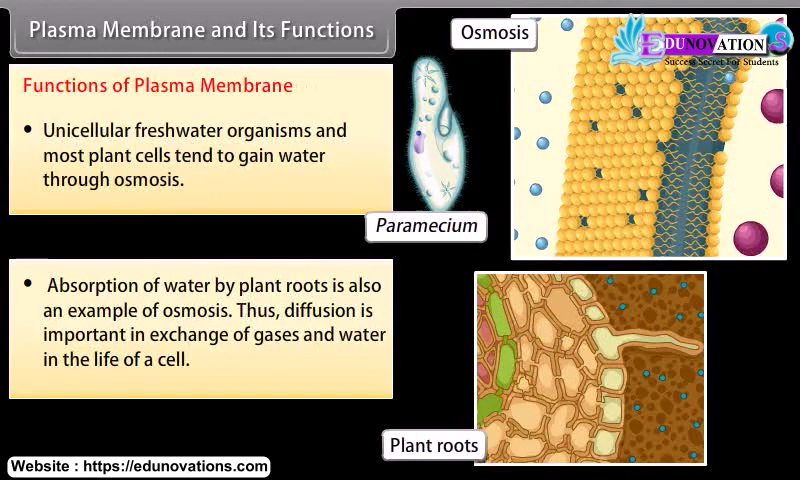 Plasma Membrane and Its Functions
Osmosis
EDUNOVATION
Success Secret For Students
Functions of Plasma Membrane
• Unicellular freshwater organisms and
most plant cells tend to gain water
through osmosis.
Paramecium
• Absorption of water by plant roots is also
an example of osmosis. Thus, diffusion is
important in exchange of gases and water
in the life of a cell.
Plant roots
Website : https://edunovations.com